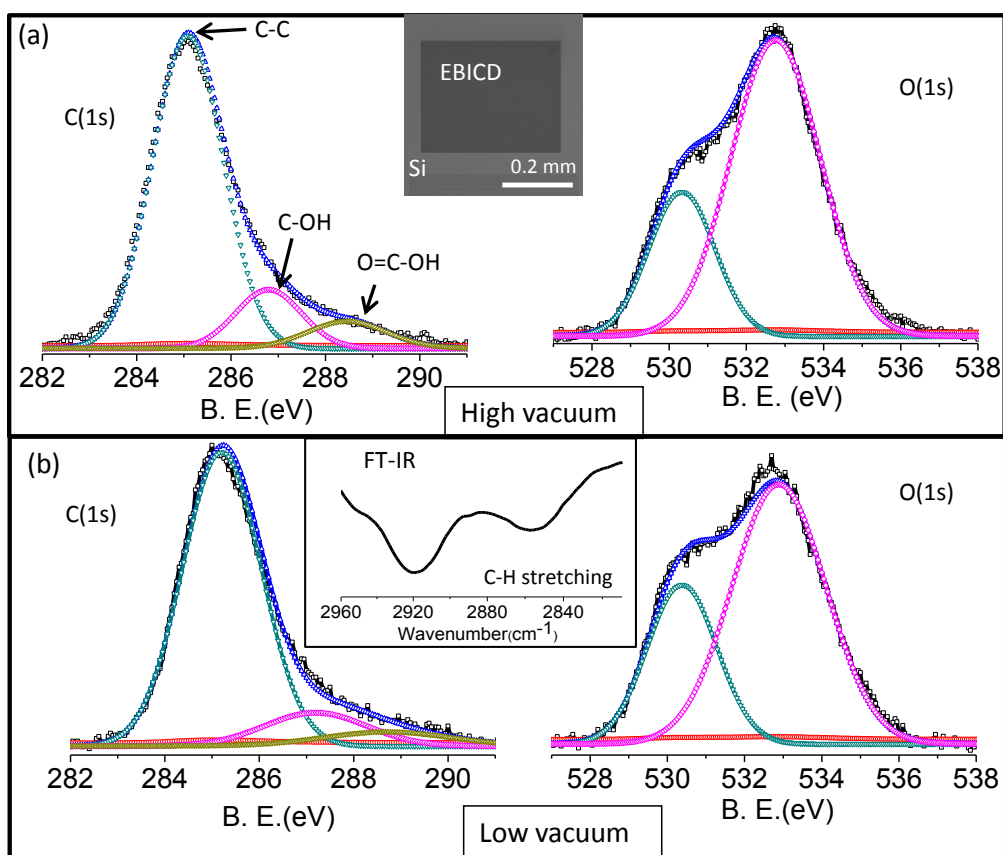 (a)
C-C
C(1s)
EBICD
Si
0.2 mm
O(1s)
C-OH
O=C-OH
282 284 286 288 290
B. E.(eV)
528 530 532 534 536 538
B. E. (eV)
High vacuum
(b)
C(1s)
FT-IR
C-H stretching
2960 2920 2880 2840
Wavenumber(cm-1)
O(1s)
282 284 286 288 290
B. E.(eV)
528 530 532 534 536 538
B. E.(eV)
Low vacuum